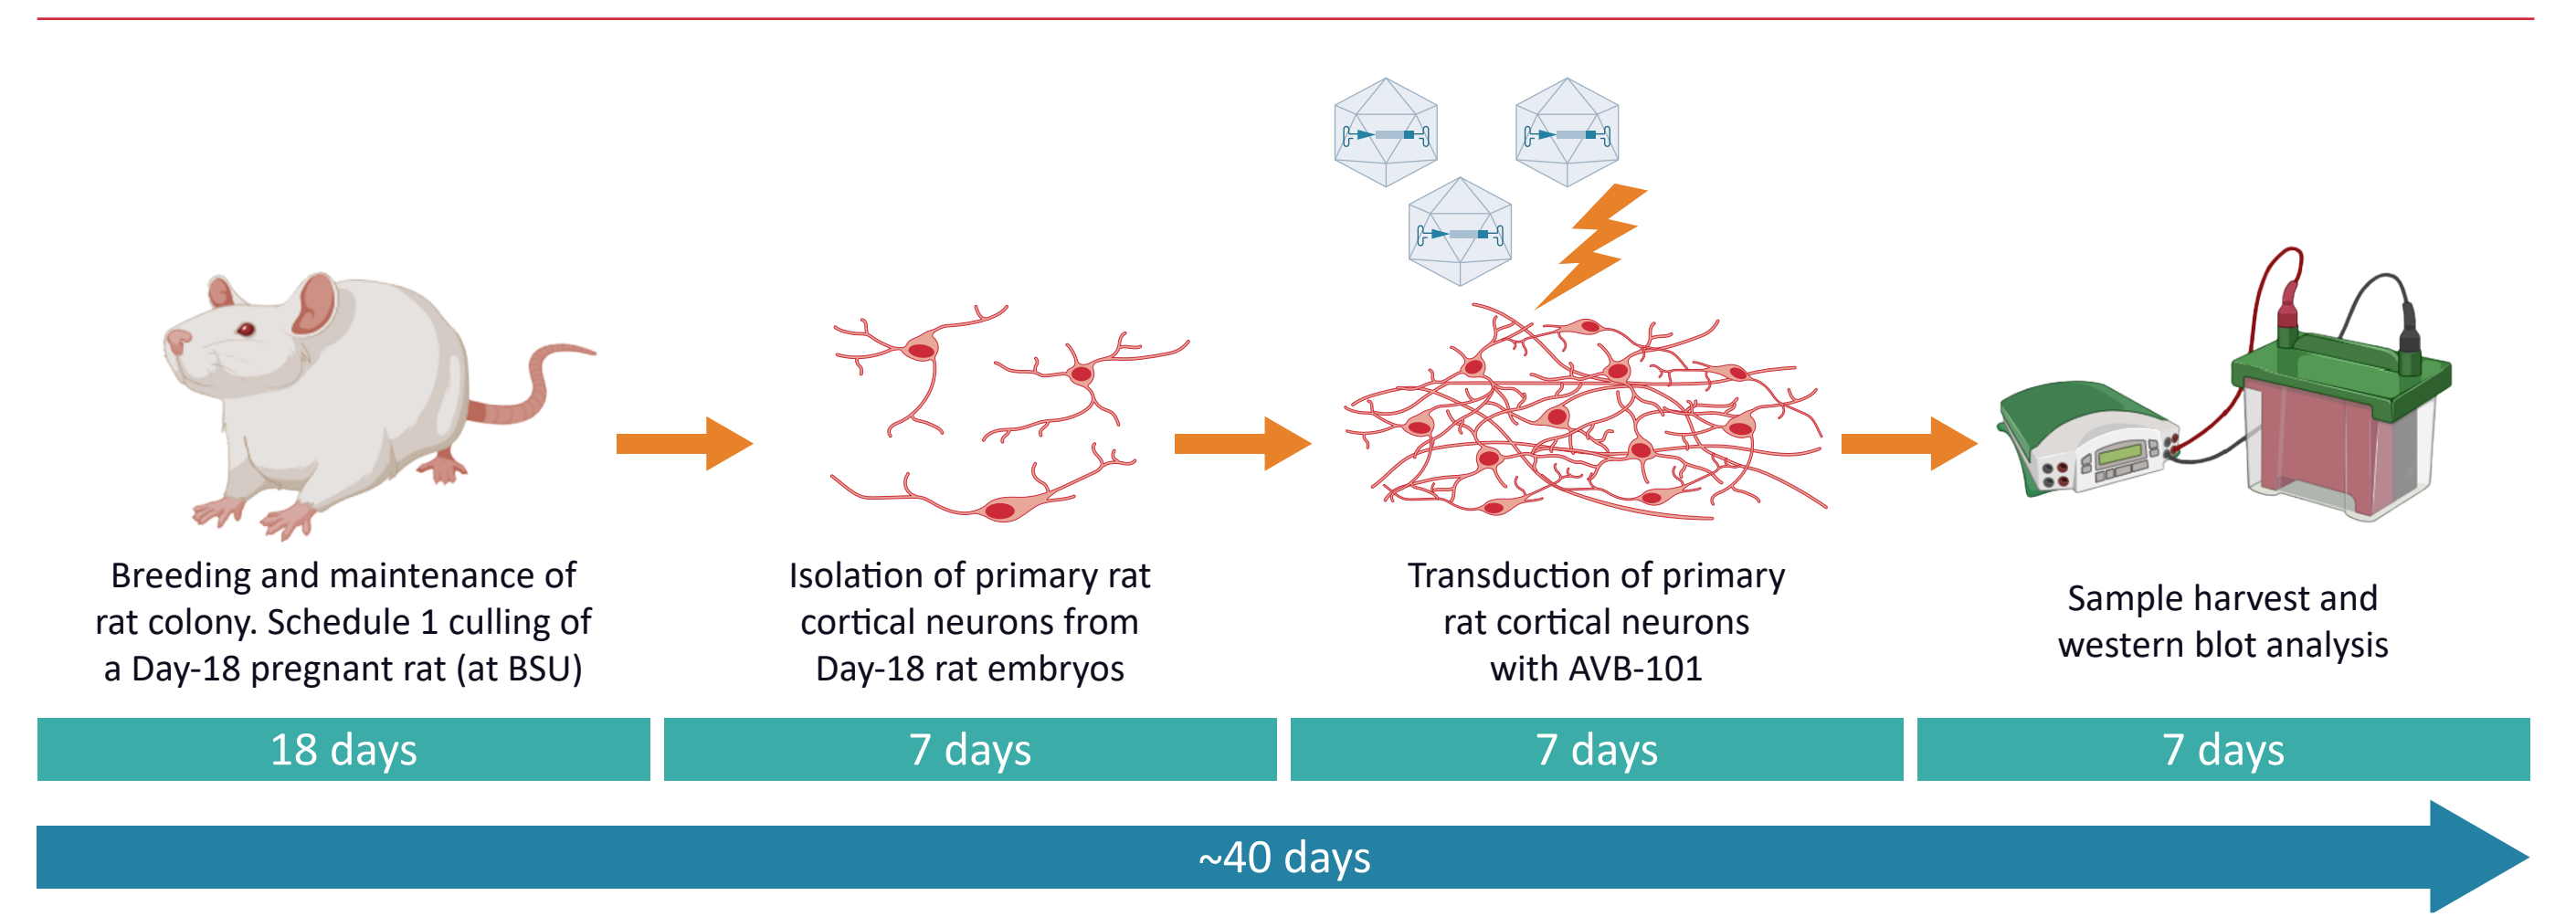 Breeding and maintenance of
rat colony. Schedule 1 culling of
a Day-18 pregnant rat (at BSU)
Isolation of primary rat
cortical neurons from
Day-18 rat embryos
Transduction of primary
rat cortical neurons
with AVB-101
Sample harvest and
western blot analysis
18 days
7 days
7 days
7 days
~40 days